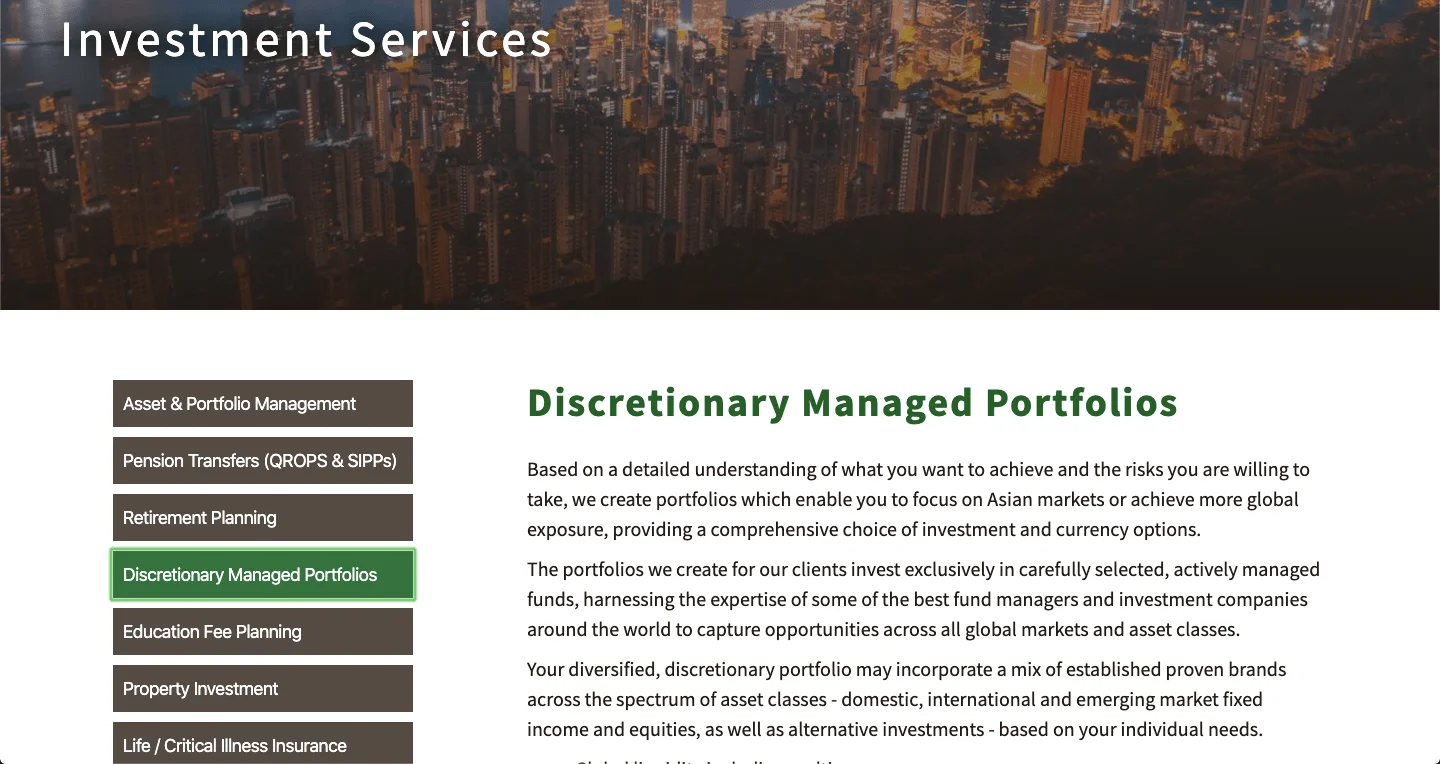 Investment Services
Asset & Portfolio Management
Pension Transfers (QROPS & SIPPs)
Retirement Planning
Discretionary Managed Portfolios
Education Fee Planning
Property Investment
Life / Critical Illness Insurance
Discretionary Managed Portfolios
Based on a detailed understanding of what you want to achieve and the risks you are willing to
take, we create portfolios which enable you to focus on Asian markets or achieve more global
exposure, providing a comprehensive choice of investment and currency options.
The portfolios we create for our clients invest exclusively in carefully selected, actively managed
funds, harnessing the expertise of some of the best fund managers and investment companies
around the world to capture opportunities across all global markets and asset classes.
Your diversified, discretionary portfolio may incorporate a mix of established proven brands
across the spectrum of asset classes - domestic, international and emerging market fixed
income and equities, as well as alternative investments - based on your individual needs.